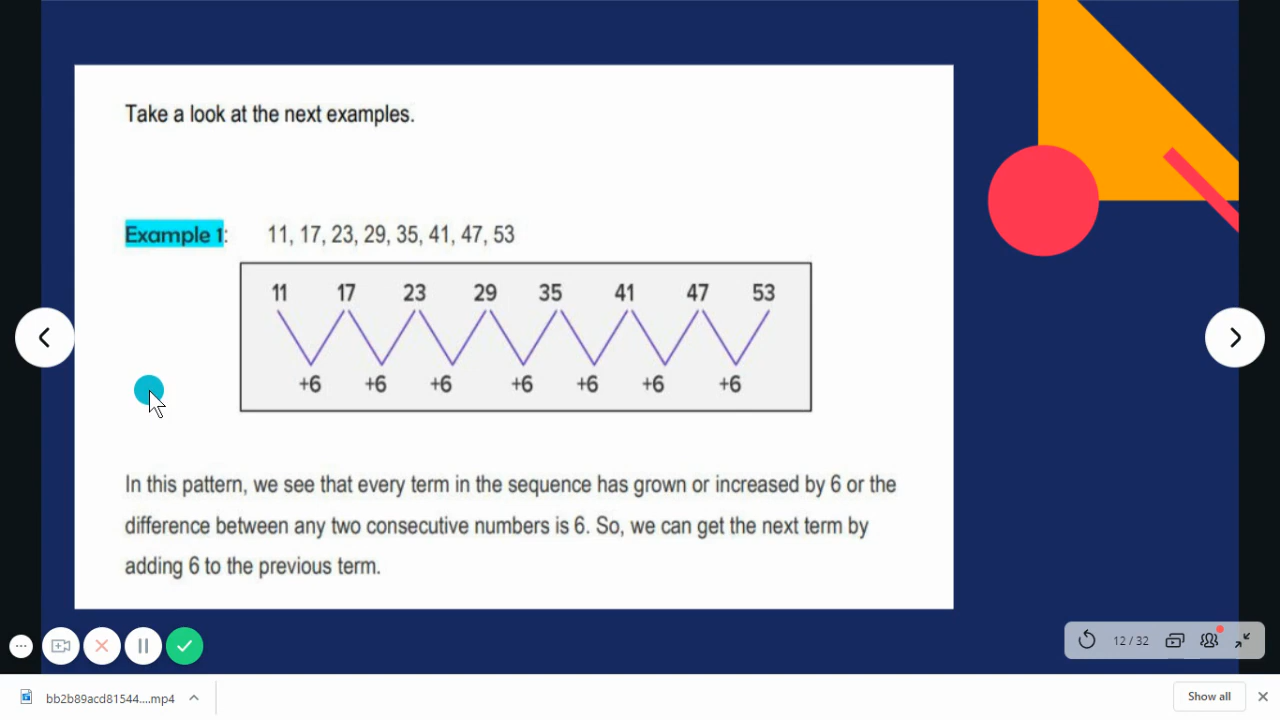 Take a look at the next examples.
Example 1: 11, 17, 23, 29, 35, 41, 47, 53
11 17 23 29 35 41 47 53
+6 +6 +6 +6 +6 +6 +6
In this pattern, we see that every term in the sequence has grown or increased by 6 or the
difference between any two consecutive numbers is 6. So, we can get the next term by
adding 6 to the previous term.
12 / 32
bb2b89acd81544....mp4
Show all